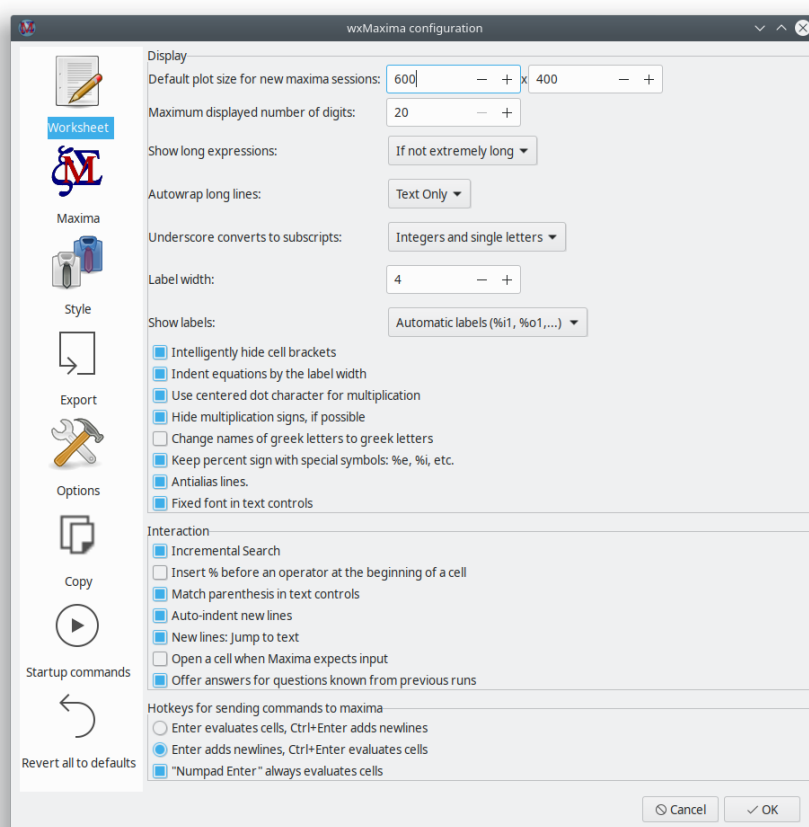 wxMaxima configuration
Worksheet
Maxima
Style
Export
Options
Copy
Startup commands
Revert all to defaults
Display
Default plot size for new maxima sessions: 600 − + x 400 − +
Maximum displayed number of digits: 20 − +
Show long expressions: If not extremely long
Autowrap long lines: Text Only
Underscore converts to subscripts: Integers and single letters
Label width: 4 − +
Show labels: Automatic labels (%i1, %o1,...)
Intelligently hide cell brackets
Indent equations by the label width
Use centered dot character for multiplication
Hide multiplication signs, if possible
Change names of greek letters to greek letters
Keep percent sign with special symbols: %e, %i, etc.
Antialias lines.
Fixed font in text controls
Interaction
Incremental Search
Insert % before an operator at the beginning of a cell
Match parenthesis in text controls
Auto-indent new lines
New lines: Jump to text
Open a cell when Maxima expects input
Offer answers for questions known from previous runs
Hotkeys for sending commands to maxima
Enter evaluates cells, Ctrl+Enter adds newlines
Enter adds newlines, Ctrl+Enter evaluates cells
"Numpad Enter" always evaluates cells
Cancel OK